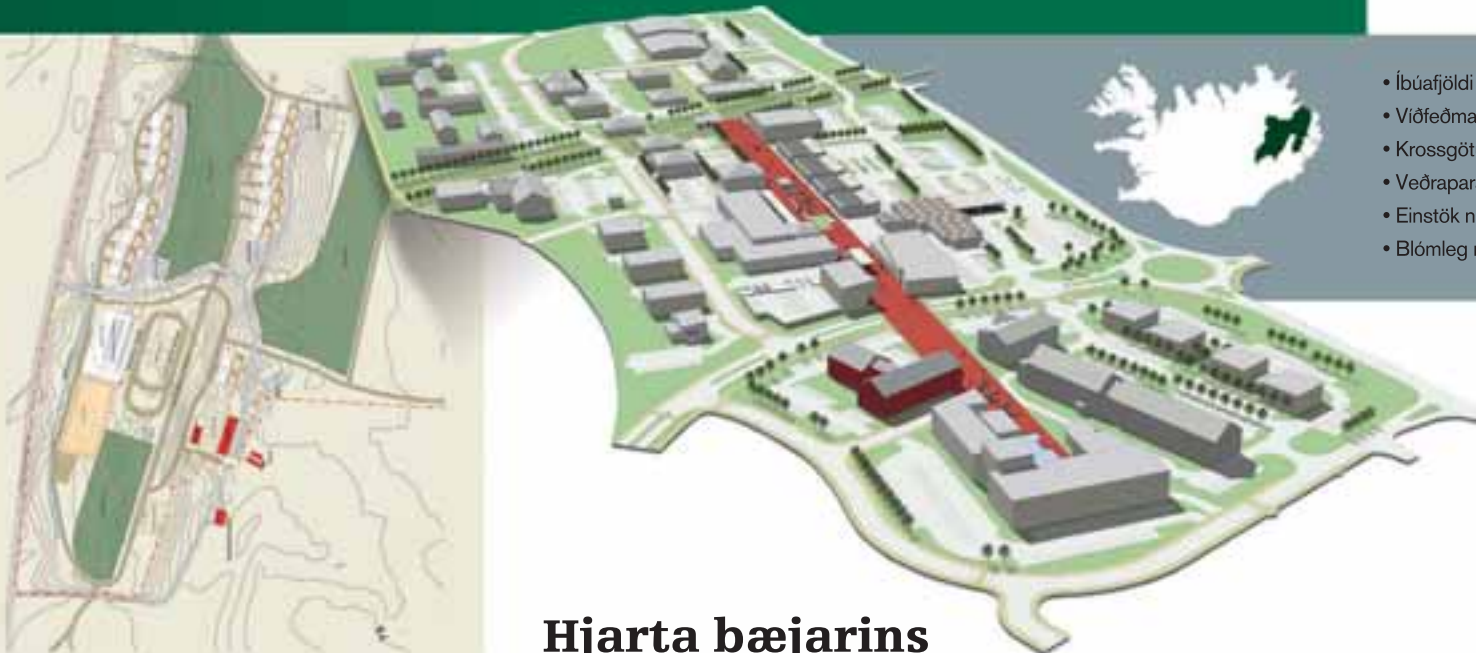 • Íbúafjöldi
• Víðfeðma
• Krossgöt
• Veðrapar
• Einstök n
• Blómleg
Hjarta bæjarins